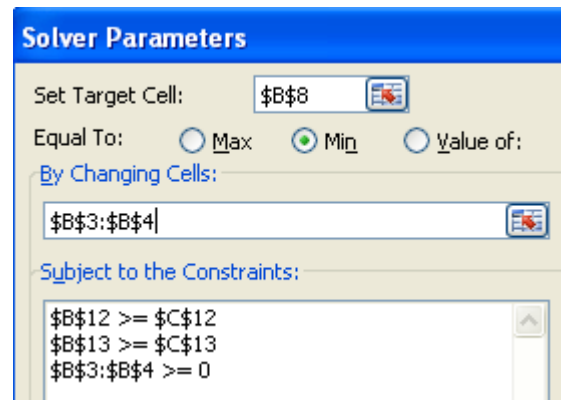 Solver Parameters
Set Target Cell: $B$8
Equal To: Max Min Value of:
By Changing Cells:
$B$3:$B$4
Subject to the Constraints:
$B$12 >= $C$12
$B$13 >= $C$13
$B$3:$B$4 >= 0